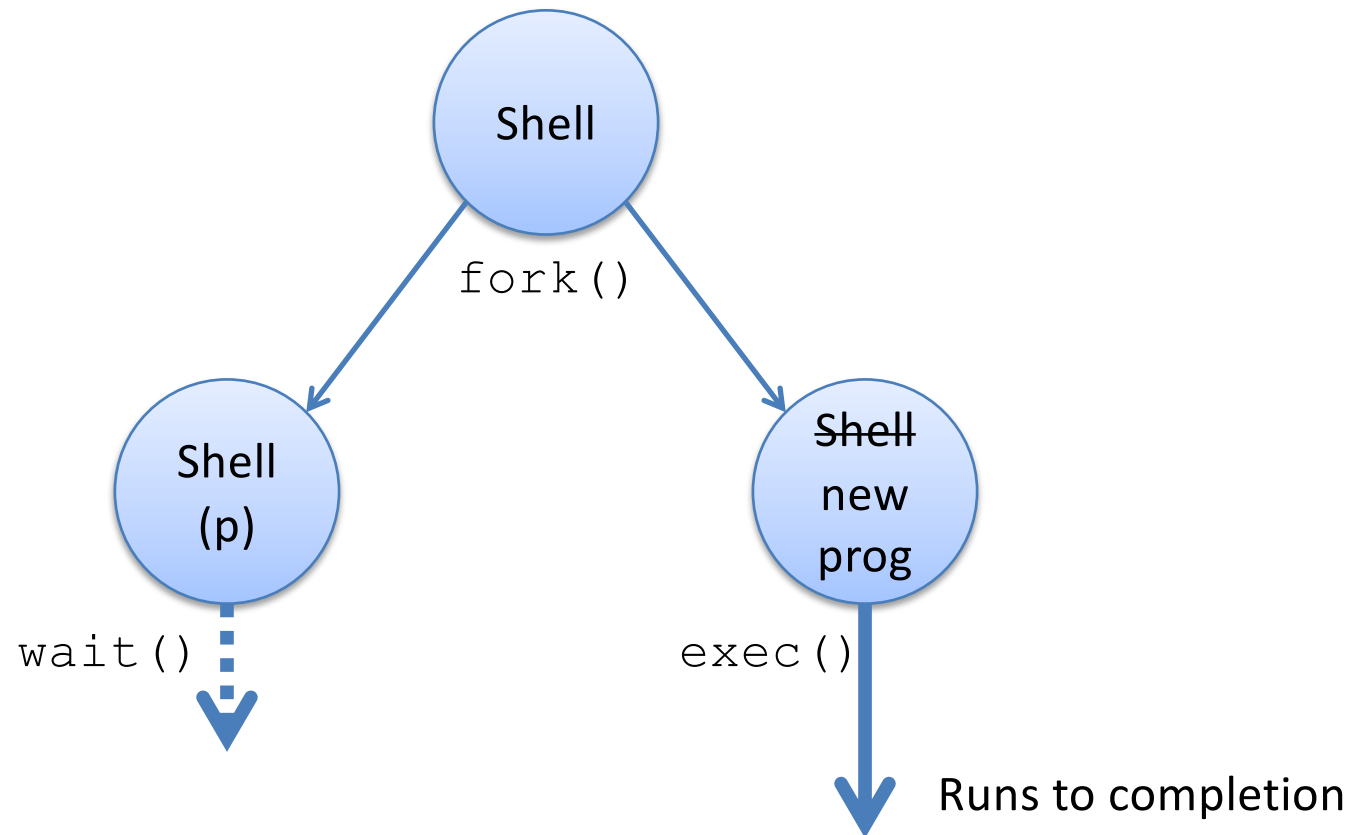 Shell
fork()
Shell
(p)
Shell
new
prog
wait()
exec()
Runs to completion